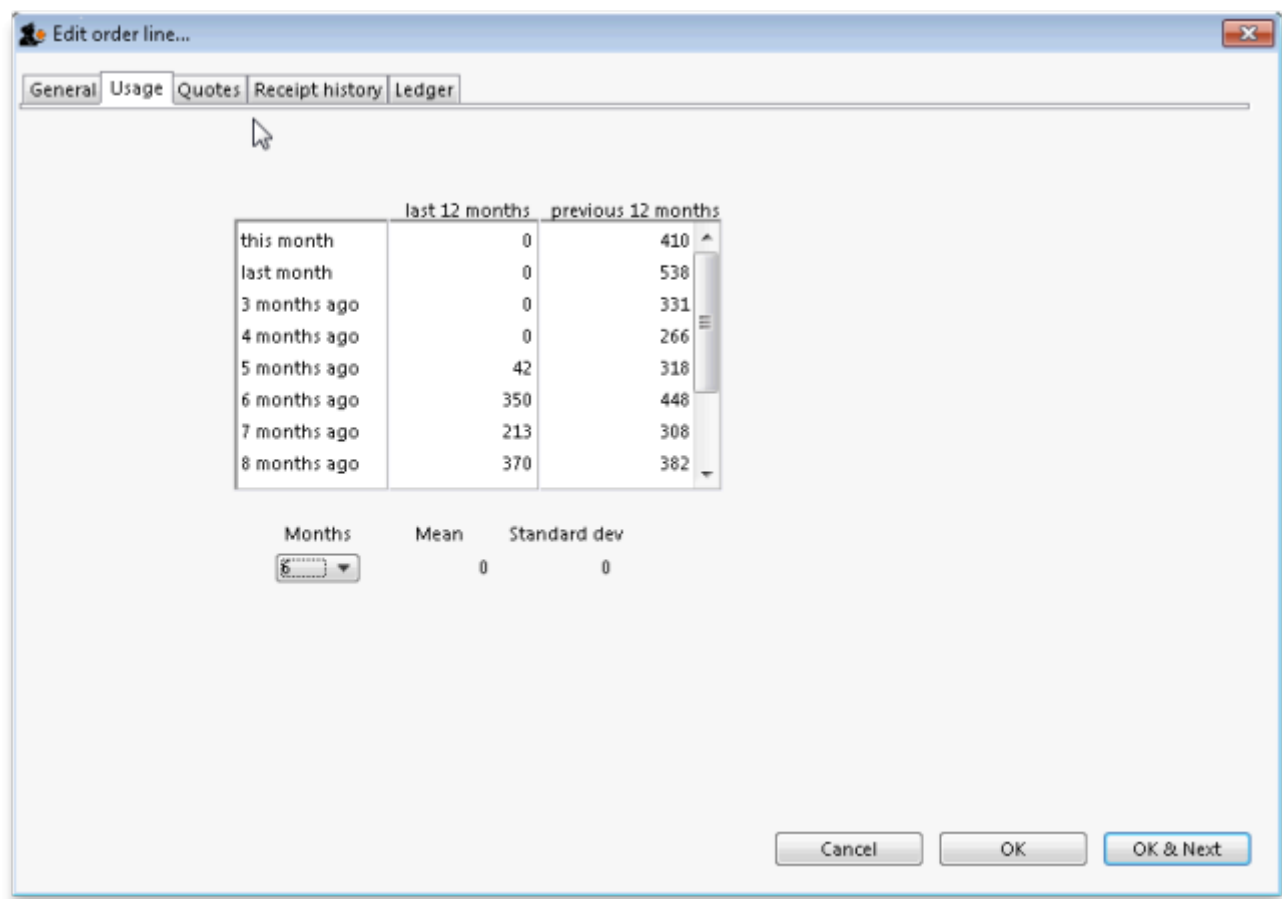 Edit order line...
General Usage Quotes Receipt history Ledger
last 12 months previous 12 months
this month 0 410
last month 0 538
3 months ago 0 331
4 months ago 0 266
5 months ago 42 318
6 months ago 350 448
7 months ago 213 308
8 months ago 370 382
Months Mean Standard dev
6 0 0
Cancel OK OK & Next